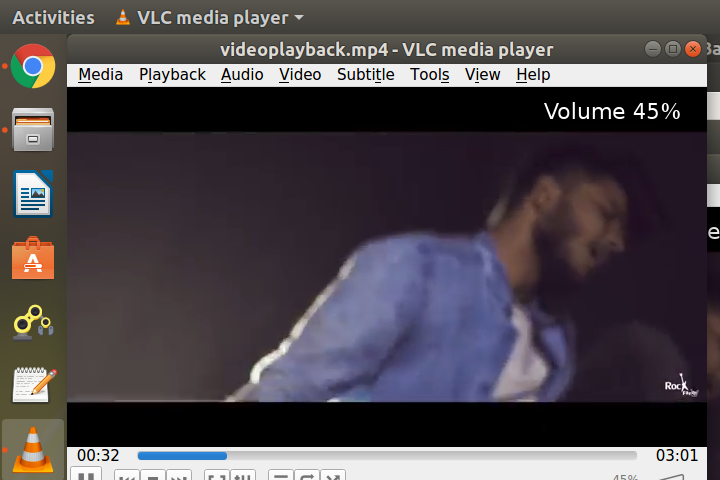 Activities VLC media player
videoplayback.mp4 - VLC media player
Media Playback Audio Video Subtitle Tools View Help
Volume 45%
Rock
00:32 03:01
45%